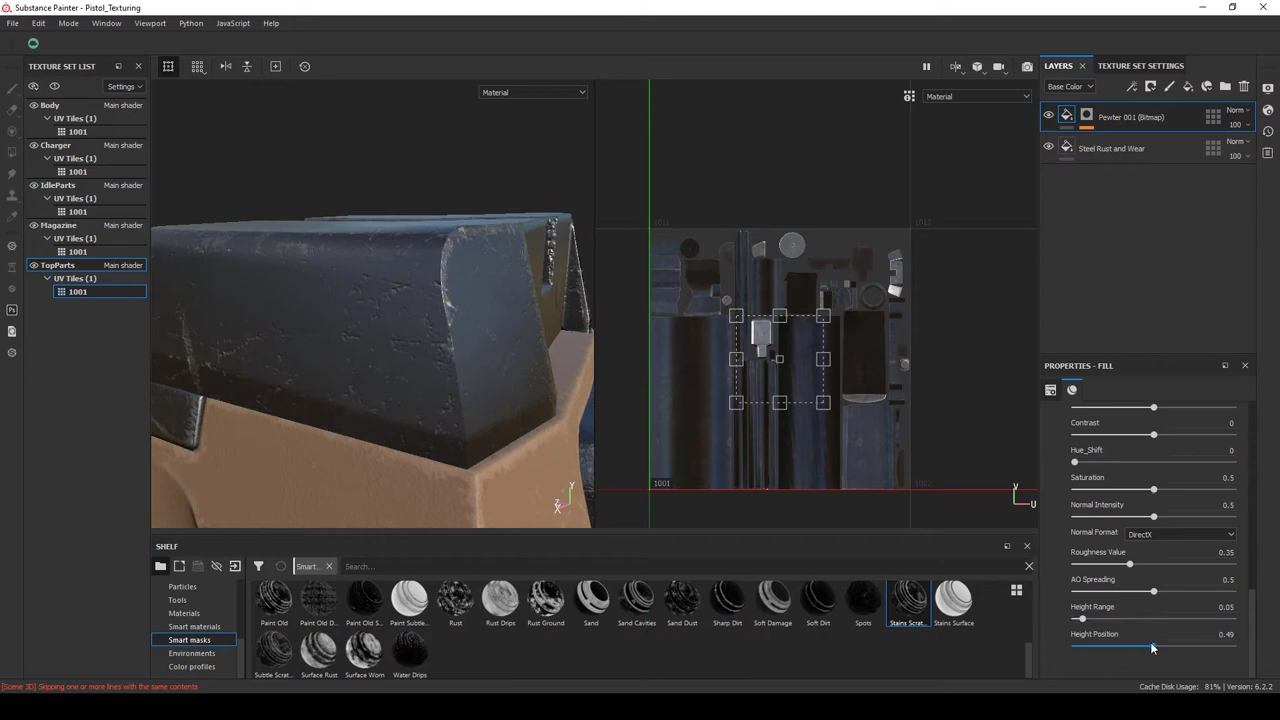 Substance Painter - Pistol_Texturing
File Edit Mode Window Viewport Python JavaScript Help
TEXTURE SET LIST
Settings
Body Main shader
UV Tiles (1)
1001
Charger Main shader
UV Tiles (1)
1001
IdleParts Main shader
UV Tiles (1)
1001
Magazine Main shader
UV Tiles (1)
1001
TopParts Main shader
UV Tiles (1)
1001
Material
Y
Z
X
Material
1011 1012
1001
V
U
LAYERS TEXTURE SET SETTINGS
Base Color
Pewter 001 (Bitmap) Norm
100
Steel Rust and Wear Norm
100
PROPERTIES - FILL
Contrast 0
Hue_Shift 0
Saturation 0.5
Normal Intensity 0.5
Normal Format DirectX
Roughness Value 0.35
AO Spreading 0.5
Height Range 0.05
Height Position 0.49
SHELF
Smart... Search...
Particles
Tools
Materials
Smart materials
Smart masks
Environments
Color profiles
Paint Old Paint Old D... Paint Old S... Paint Subtle... Rust Rust Drips Rust Ground Sand Sand Cavities Sand Dust Sharp Dirt Soft Damage Soft Dirt Spots Stains Scrat... Stains Surface
Subtle Scrat... Surface Rust Surface Worn Water Drips
[Scene 3D] Skipping one or more lines with the same contents
Cache Disk Usage: 81% | Version: 6.2.2